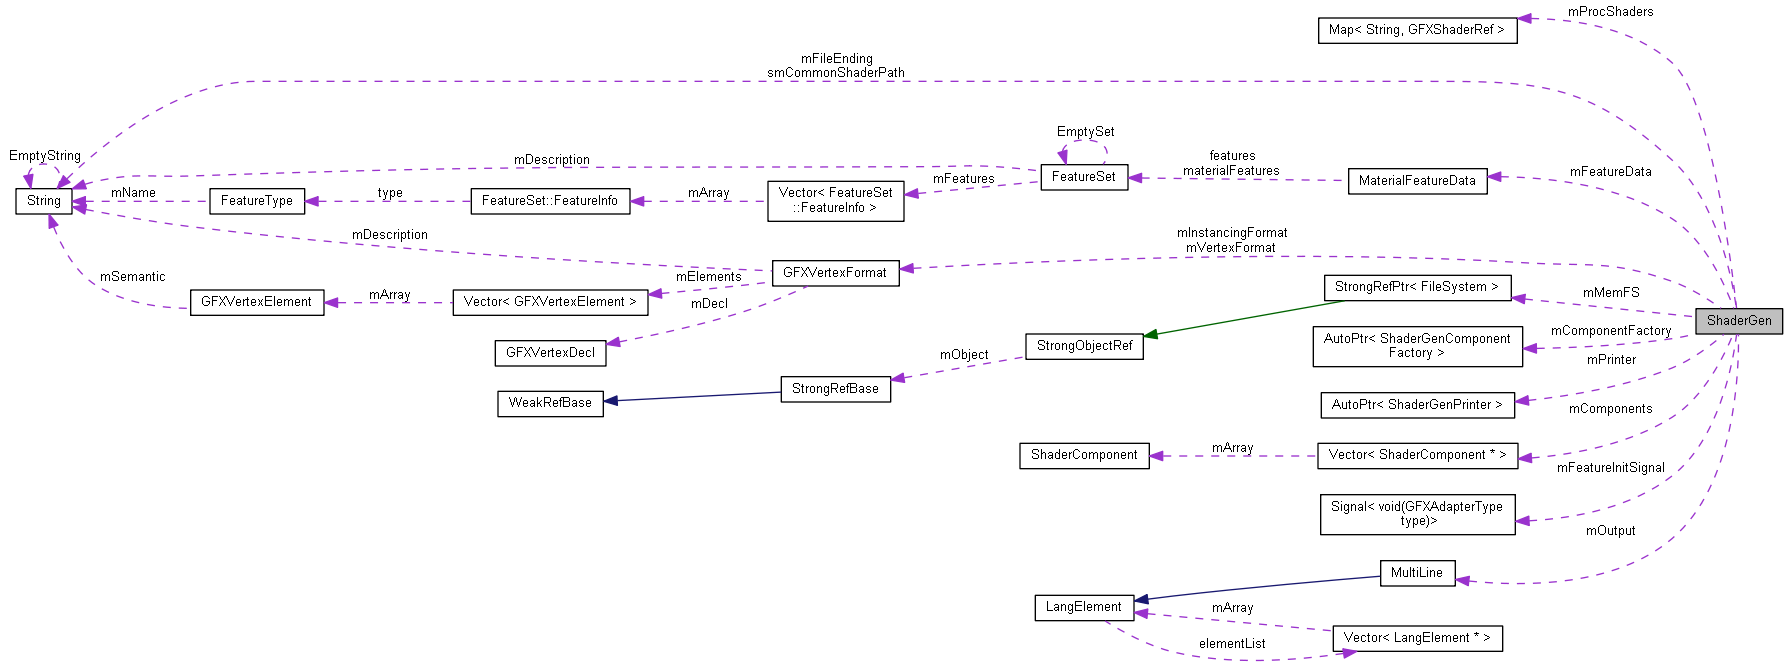 mProcShaders
Map< String, GFXShaderRef >
mFileEnding
smCommonShaderPath
EmptyString
mDescription
EmptySet
features
materialFeatures
mFeatureData
String
mName
FeatureType
type
FeatureSet::FeatureInfo
mArray
Vector< FeatureSet
::FeatureInfo >
mFeatures
FeatureSet
MaterialFeatureData
mDescription
mInstancingFormat
mVertexFormat
mSemantic
GFXVertexElement
mArray
Vector< GFXVertexElement >
mElements
GFXVertexFormat
mDecl
GFXVertexDecl
StrongRefPtr< FileSystem >
mMemFS
ShaderGen
StrongObjectRef
mObject
StrongRefBase
WeakRefBase
AutoPtr< ShaderGenComponent
Factory >
mComponentFactory
mPrinter
AutoPtr< ShaderGenPrinter >
mComponents
ShaderComponent
mArray
Vector< ShaderComponent * >
mFeatureInitSignal
Signal< void(GFXAdapterType
type)>
mOutput
MultiLine
LangElement
mArray
elementList
Vector< LangElement * >